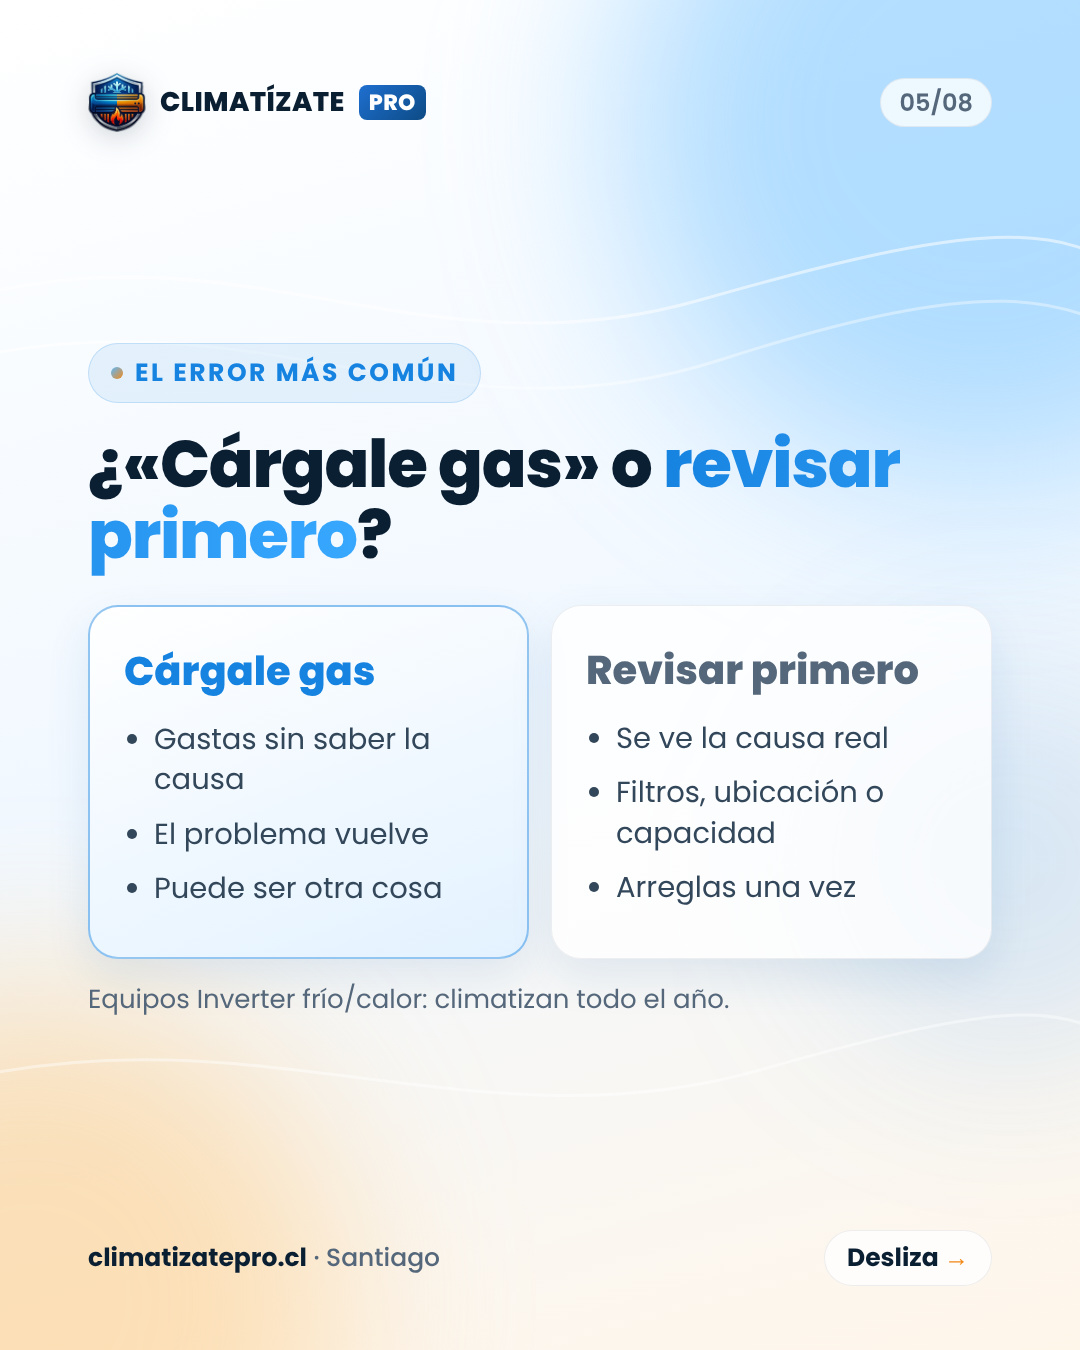 CLIMATÍZATE PRO
05/08
EL ERROR MÁS COMÚN
¿«Cárgale gas» o revisar
primero?
Cárgale gas
• Gastas sin saber la
causa
• El problema vuelve
• Puede ser otra cosa
Revisar primero
• Se ve la causa real
• Filtros, ubicación o
capacidad
• Arreglas una vez
Equipos Inverter frío/calor: climatizan todo el año.
climatizatepro.cl · Santiago
Desliza →